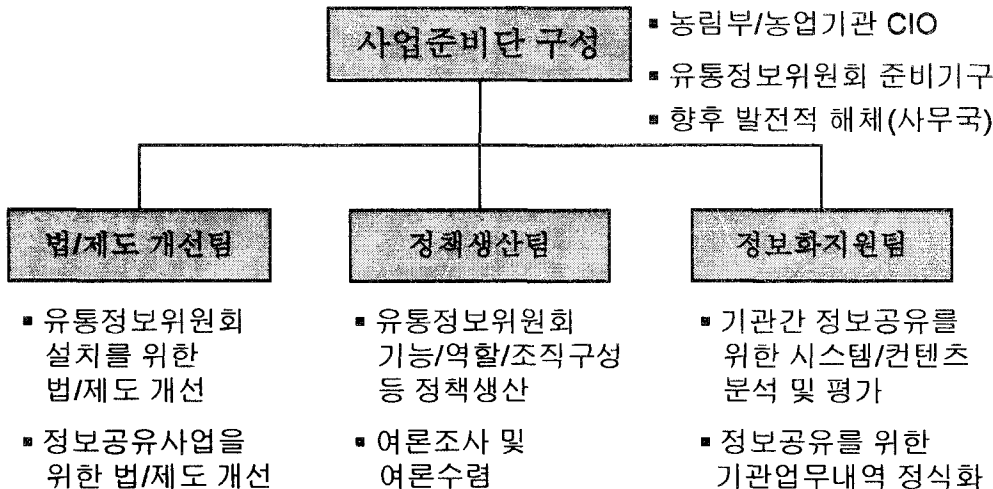 사업준비단 구성
▪ 농림부/농업기관 CIO
▪ 유통정보위원회 준비기구
▪ 향후 발전적 해체(사무국)
법/제도 개선팀
▪ 유통정보위원회
설치를 위한
법/제도 개선
▪ 정보공유사업을
위한 법/제도 개선
정책생산팀
▪ 유통정보위원회
기능/역할/조직구성
등 정책생산
▪ 여론조사 및
여론수렴
정보화지원팀
▪ 기관간 정보공유를
위한 시스템/컨텐츠
분석 및 평가
▪ 정보공유를 위한
기관업무내역 정식화